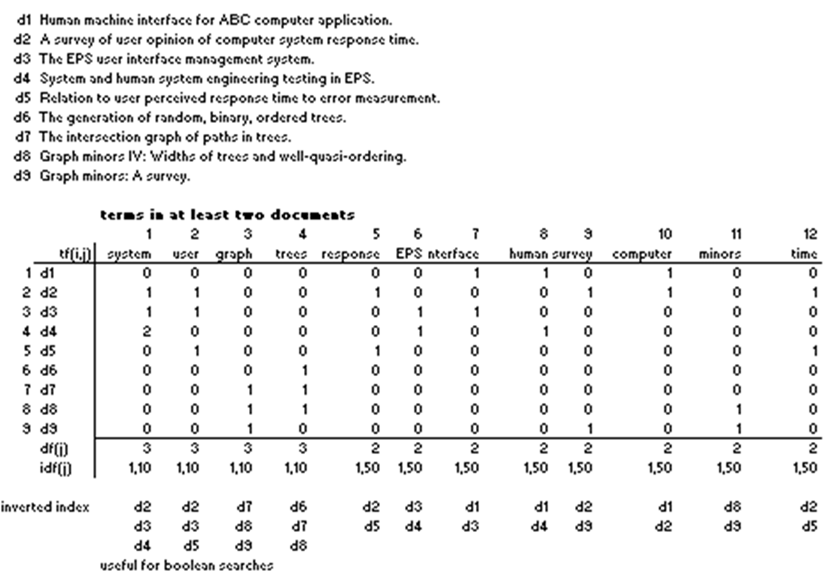 d1 Human machine interface for ABC computer application.
d2 A survey of user opinion of computer system response time.
d3 The EPS user interface management system.
d4 System and human system engineering testing in EPS.
d5 Relation to user perceived response time to error measurement.
d6 The generation of random, binary, ordered trees.
d7 The intersection graph of paths in trees.
d8 Graph minors IV: Widths of trees and well-quasi-ordering.
d9 Graph minors: A survey.
terms in at least two documents
1 2 3 4 5 6 7 8 9 10 11 12
tf(i,j) system user graph trees response EPS nterface human survey computer minors time
1 d1 0 0 0 0 0 0 1 1 0 1 0 0
2 d2 1 1 0 0 1 0 0 0 1 1 0 1
3 d3 1 1 0 0 0 1 1 0 0 0 0 0
4 d4 2 0 0 0 0 1 0 1 0 0 0 0
5 d5 0 1 0 0 1 0 0 0 0 0 0 1
6 d6 0 0 0 1 0 0 0 0 0 0 0 0
7 d7 0 0 1 1 0 0 0 0 0 0 0 0
8 d8 0 0 1 1 0 0 0 0 0 0 1 0
9 d9 0 0 1 0 0 0 0 0 1 0 1 0
df(j) 3 3 3 3 2 2 2 2 2 2 2 2
idf(j) 1,10 1,10 1,10 1,10 1,50 1,50 1,50 1,50 1,50 1,50 1,50 1,50
inverted index d2 d2 d7 d6 d2 d3 d1 d1 d2 d1 d8 d2
d3 d3 d8 d7 d5 d4 d3 d4 d9 d2 d9 d5
d4 d5 d9 d8
useful for boolean searches